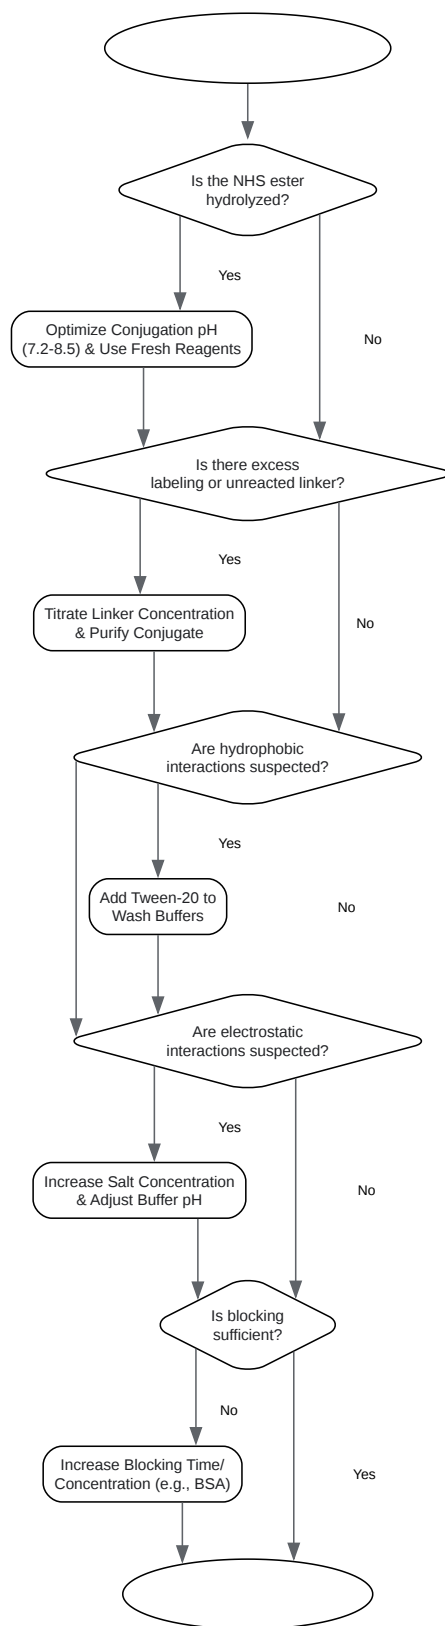 Is the NHS ester
hydrolyzed?
Yes
Optimize Conjugation pH
(7.2-8.5) & Use Fresh Reagents
No
Is there excess
labeling or unreacted linker?
Yes
Titrate Linker Concentration
& Purify Conjugate
No
Are hydrophobic
interactions suspected?
Yes
Add Tween-20 to
Wash Buffers
No
Are electrostatic
interactions suspected?
Yes
Increase Salt Concentration
& Adjust Buffer pH
No
Is blocking
sufficient?
No
Increase Blocking Time/
Concentration (e.g., BSA)
Yes